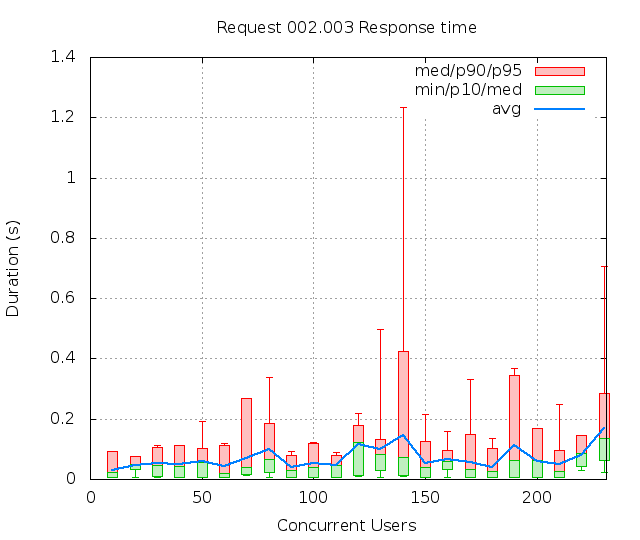 Request 002.003 Response time
med/p90/p95
min/p10/med
avg
1.4
1.2
1
0.8
0.6
0.4
0.2
0
Duration (s)
0
50
100
150
200
Concurrent Users